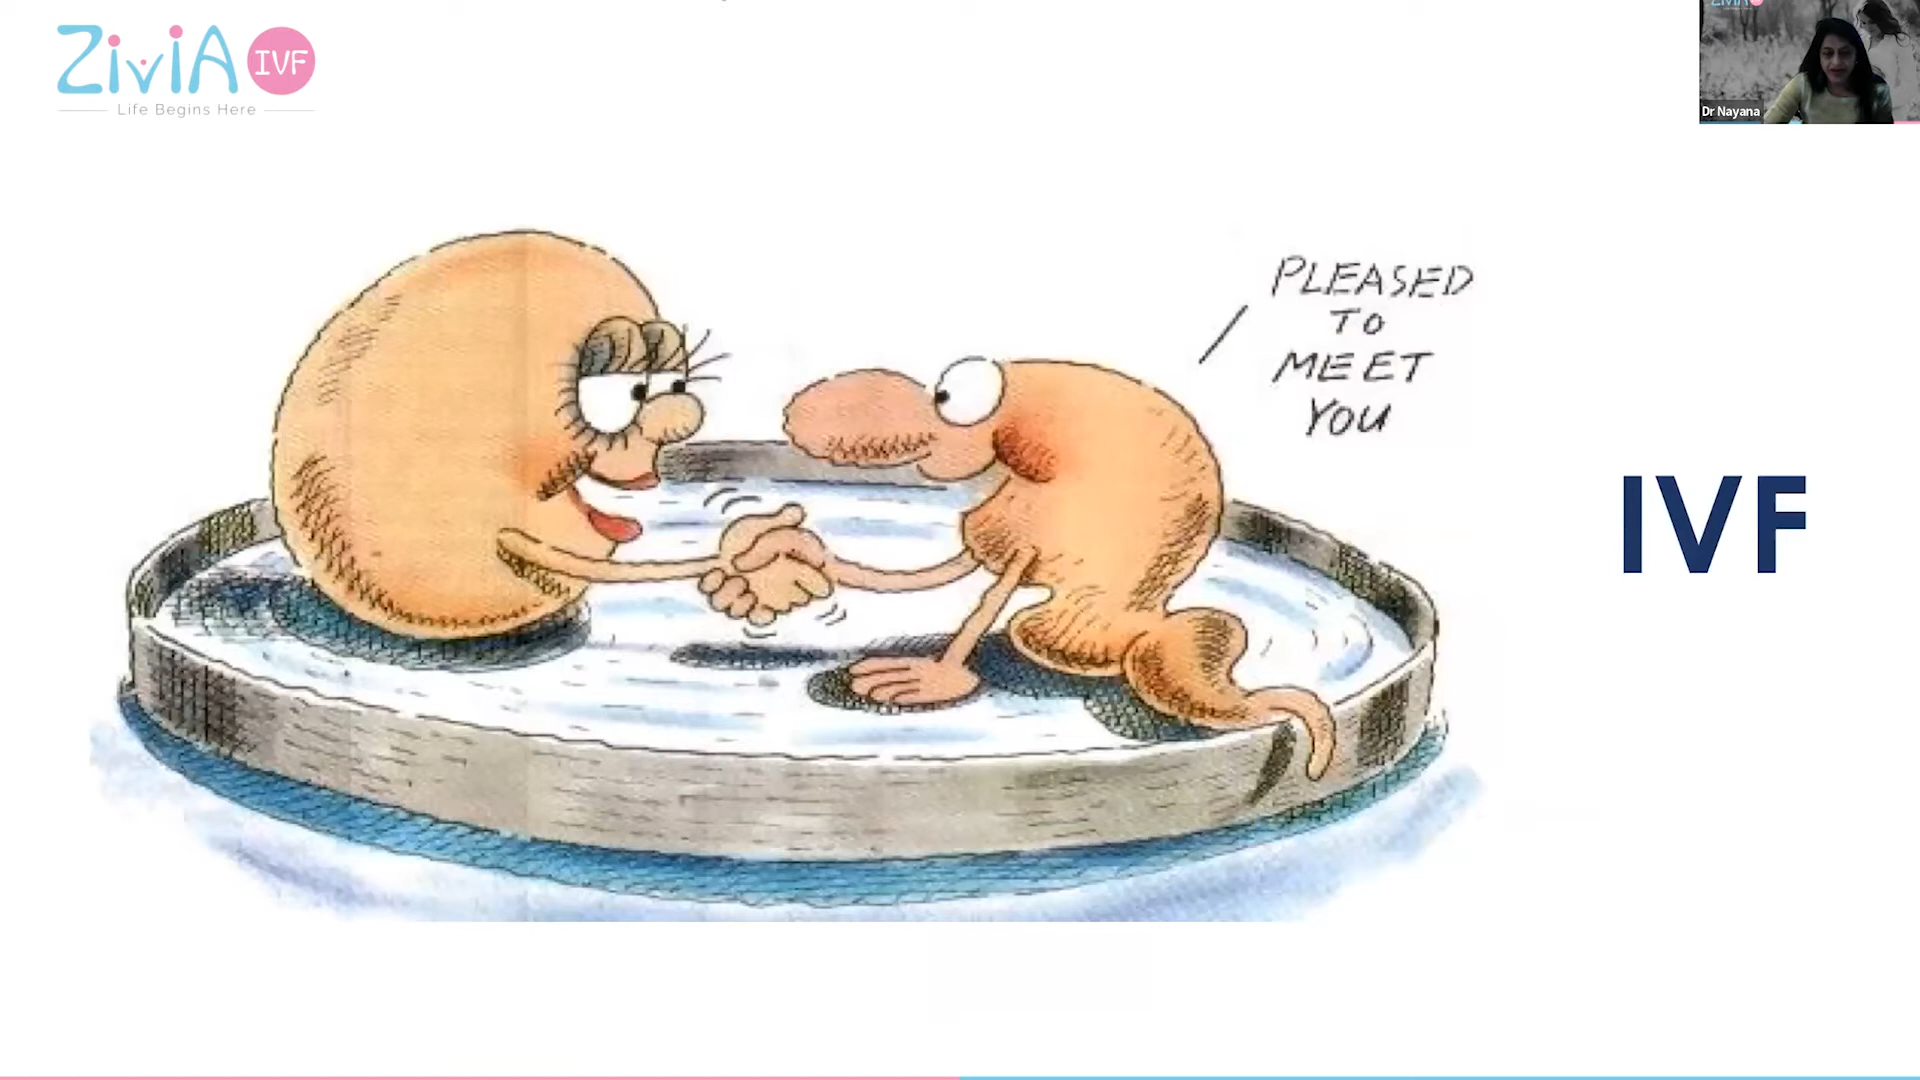 ZiviA IVF
Life Begins Here
Dr Nayana
PLEASED
TO
MEET
YOU
IVF